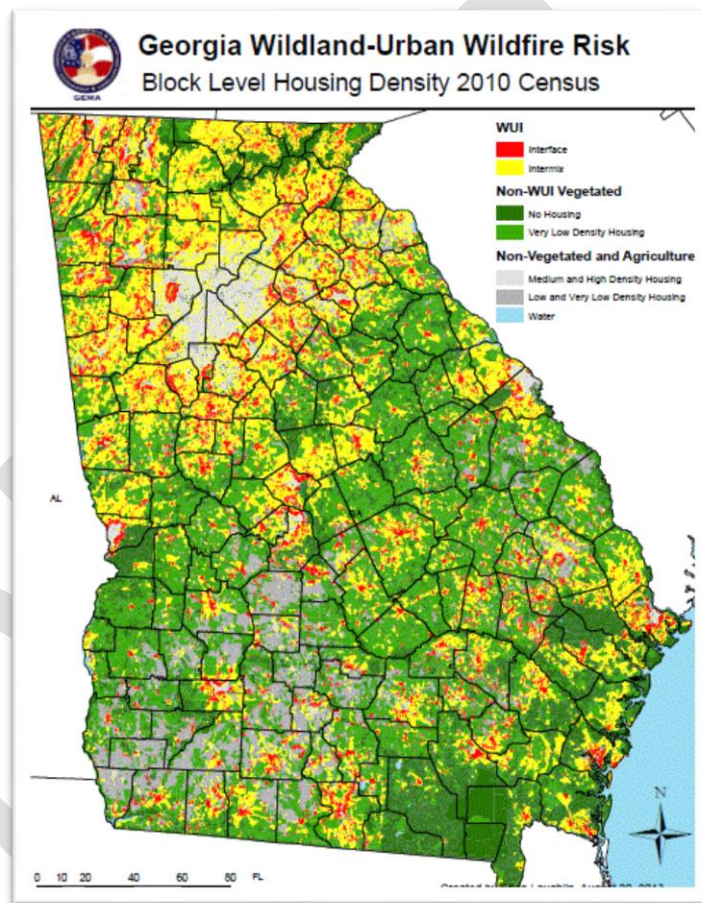 GEMA
Georgia Wildland-Urban Wildfire Risk
Block Level Housing Density 2010 Census
WUI
Interface
Intermix
Non-WUI Vegetated
No Housing
Very Low Density Housing
Non-Vegetated and Agriculture
Medium and High Density Housing
Low and Very Low Density Housing
Water
AL
N
0 10 20 40 60 80 FL